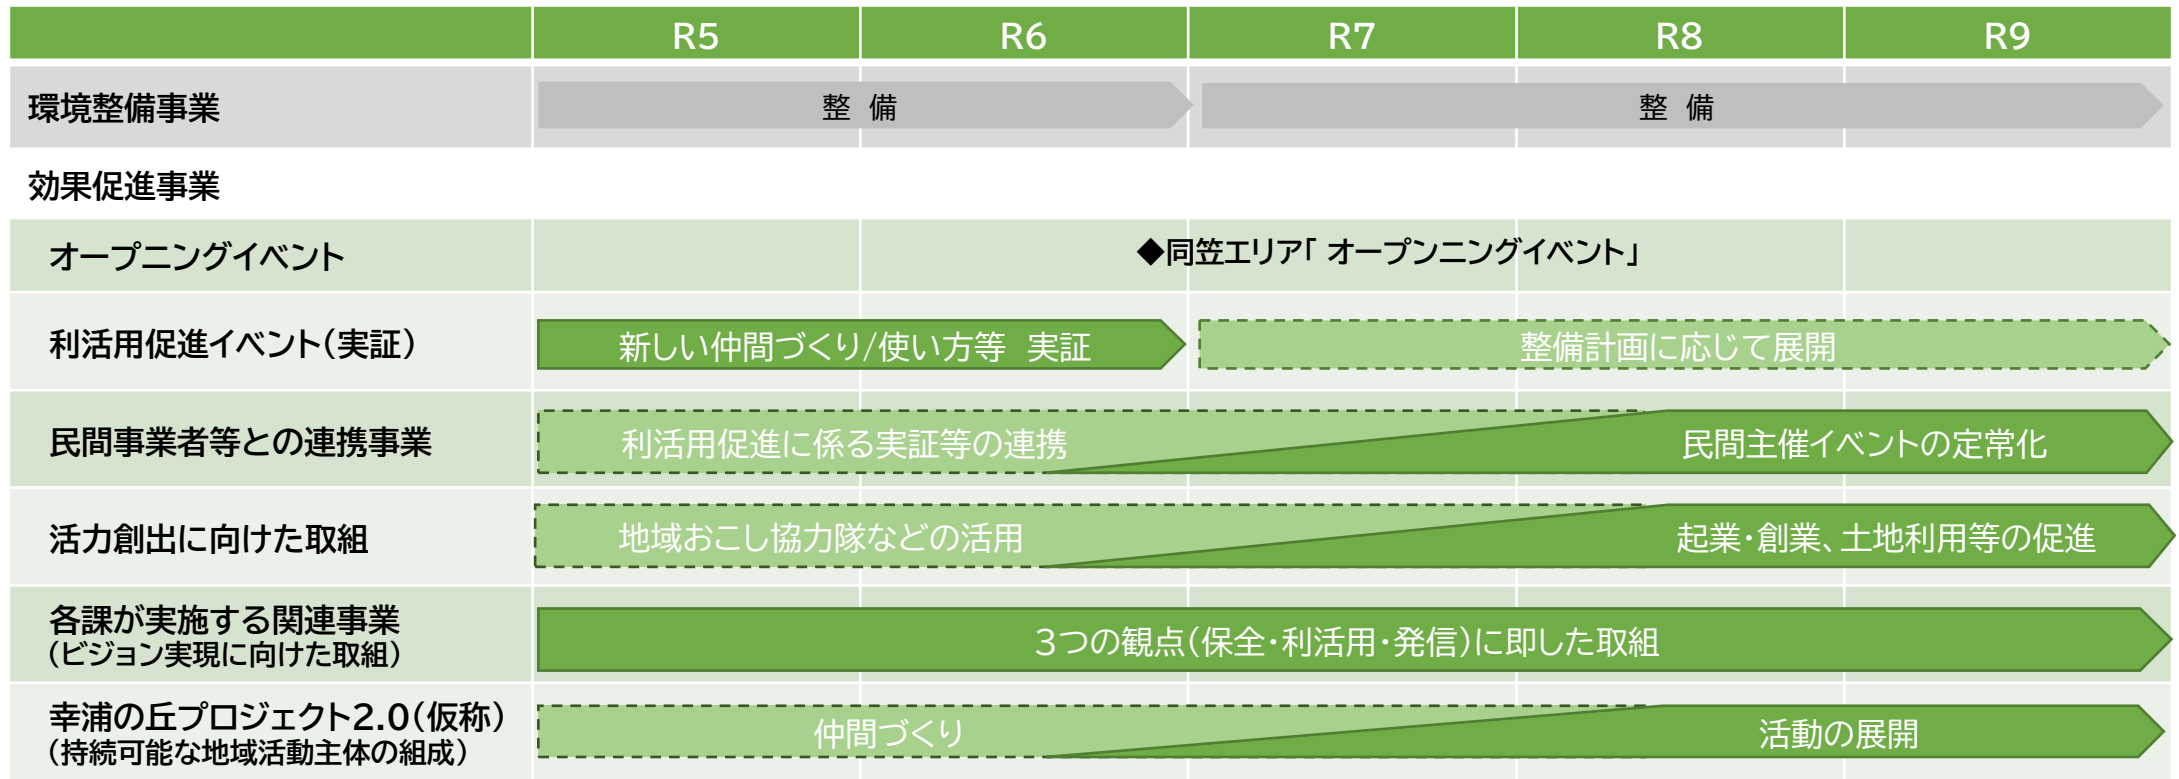 R5 R6 R7 R8 R9
環境整備事業 整　備 整　備
効果促進事業
オープニングイベント ◆同笠エリア「 オープンニングイベント」
利活用促進イベント（実証） 新しい仲間づくり/使い方等　実証 整備計画に応じて展開
民間事業者等との連携事業 利活用促進に係る実証等の連携 民間主催イベントの定常化
活力創出に向けた取組 地域おこし協力隊などの活用 起業・創業、土地利用等の促進
各課が実施する関連事業
（ビジョン実現に向けた取組） 3つの観点（保全・利活用・発信）に即した取組
幸浦の丘プロジェクト2.0（仮称）
（持続可能な地域活動主体の組成） 仲間づくり 活動の展開